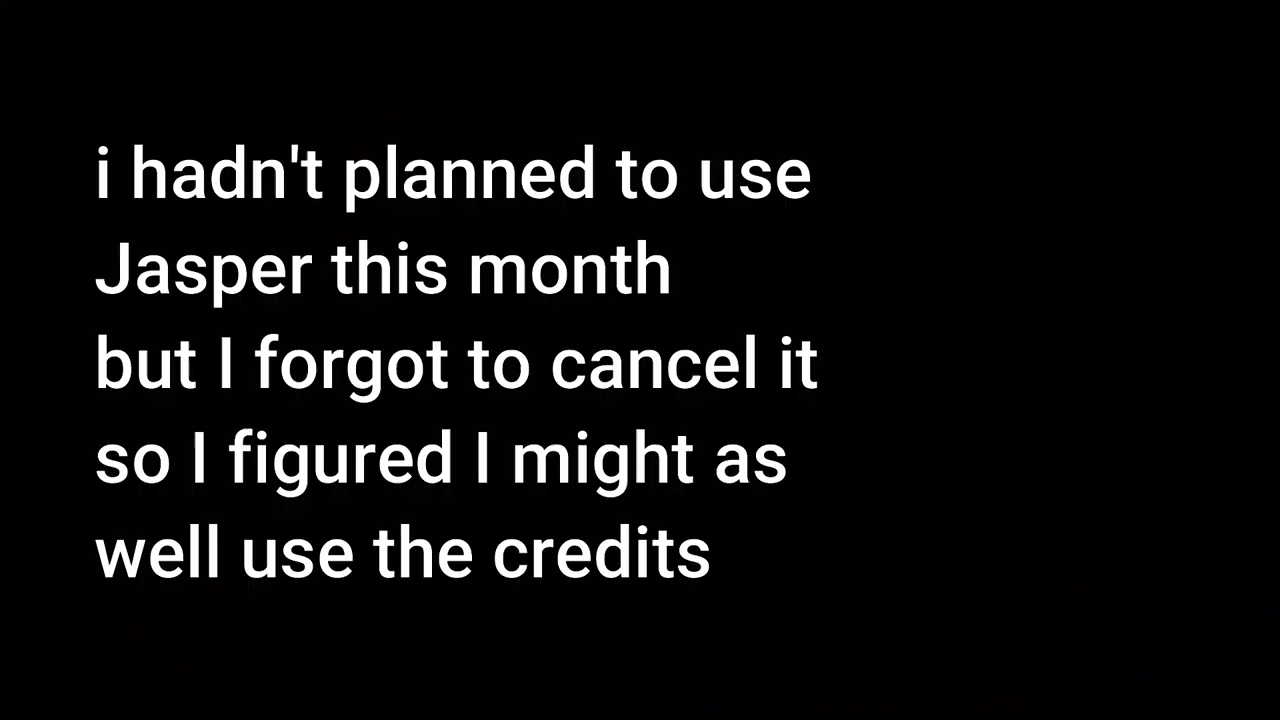 i hadn't planned to use
Jasper this month
but I forgot to cancel it
so I figured I might as
well use the credits